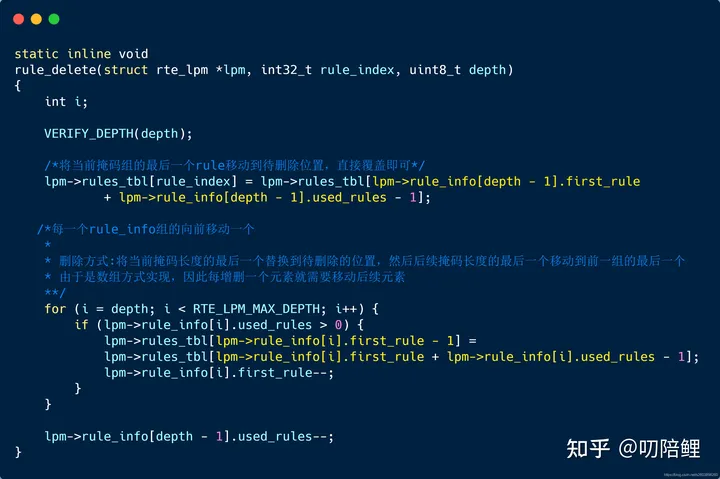 static inline void
rule_delete(struct rte_lpm *lpm, int32_t rule_index, uint8_t depth)
{
    int i;
    VERIFY_DEPTH(depth);
    /*将当前掩码组的最后一个rule移动到待删除位置，直接覆盖即可*/
    lpm->rules_tbl[rule_index] = lpm->rules_tbl[lpm->rule_info[depth - 1].first_rule
            + lpm->rule_info[depth - 1].used_rules - 1];
   /*每一个rule_info组的向前移动一个
    *
    * 删除方式:将当前掩码长度的最后一个替换到待删除的位置，然后后续掩码长度的最后一个移动到前一组的最后一个
    * 由于是数组方式实现，因此每增删一个元素就需要移动后续元素
    **/
    for (i = depth; i < RTE_LPM_MAX_DEPTH; i++) {
        if (lpm->rule_info[i].used_rules > 0) {
            lpm->rules_tbl[lpm->rule_info[i].first_rule - 1] =
            lpm->rules_tbl[lpm->rule_info[i].first_rule + lpm->rule_info[i].used_rules - 1];
            lpm->rule_info[i].first_rule--;
        }
    }
    lpm->rule_info[depth - 1].used_rules--;
}
知乎 @叨陪鲤